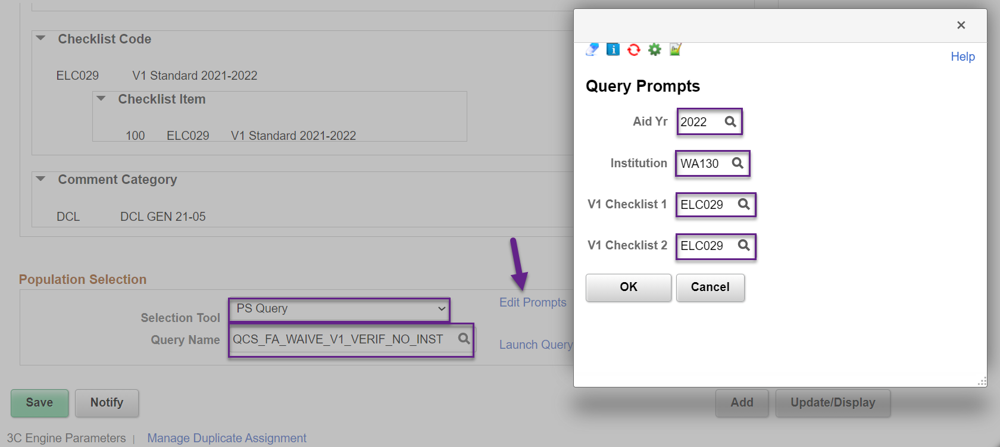 Checklist Code
ELC029 V1 Standard 2021-2022
Checklist Item
100 ELC029 V1 Standard 2021-2022
Comment Category
DCL DCL GEN 21-05
Population Selection
Selection Tool PS Query
Edit Prompts
Query Name QCS_FA_WAIVE_V1_VERIF_NO_INST
Launch Query
Save Notify
Add Update/Display
3C Engine Parameters | Manage Duplicate Assignment
×
Help
Query Prompts
Aid Yr 2022
Institution WA130
V1 Checklist 1 ELC029
V1 Checklist 2 ELC029
OK Cancel